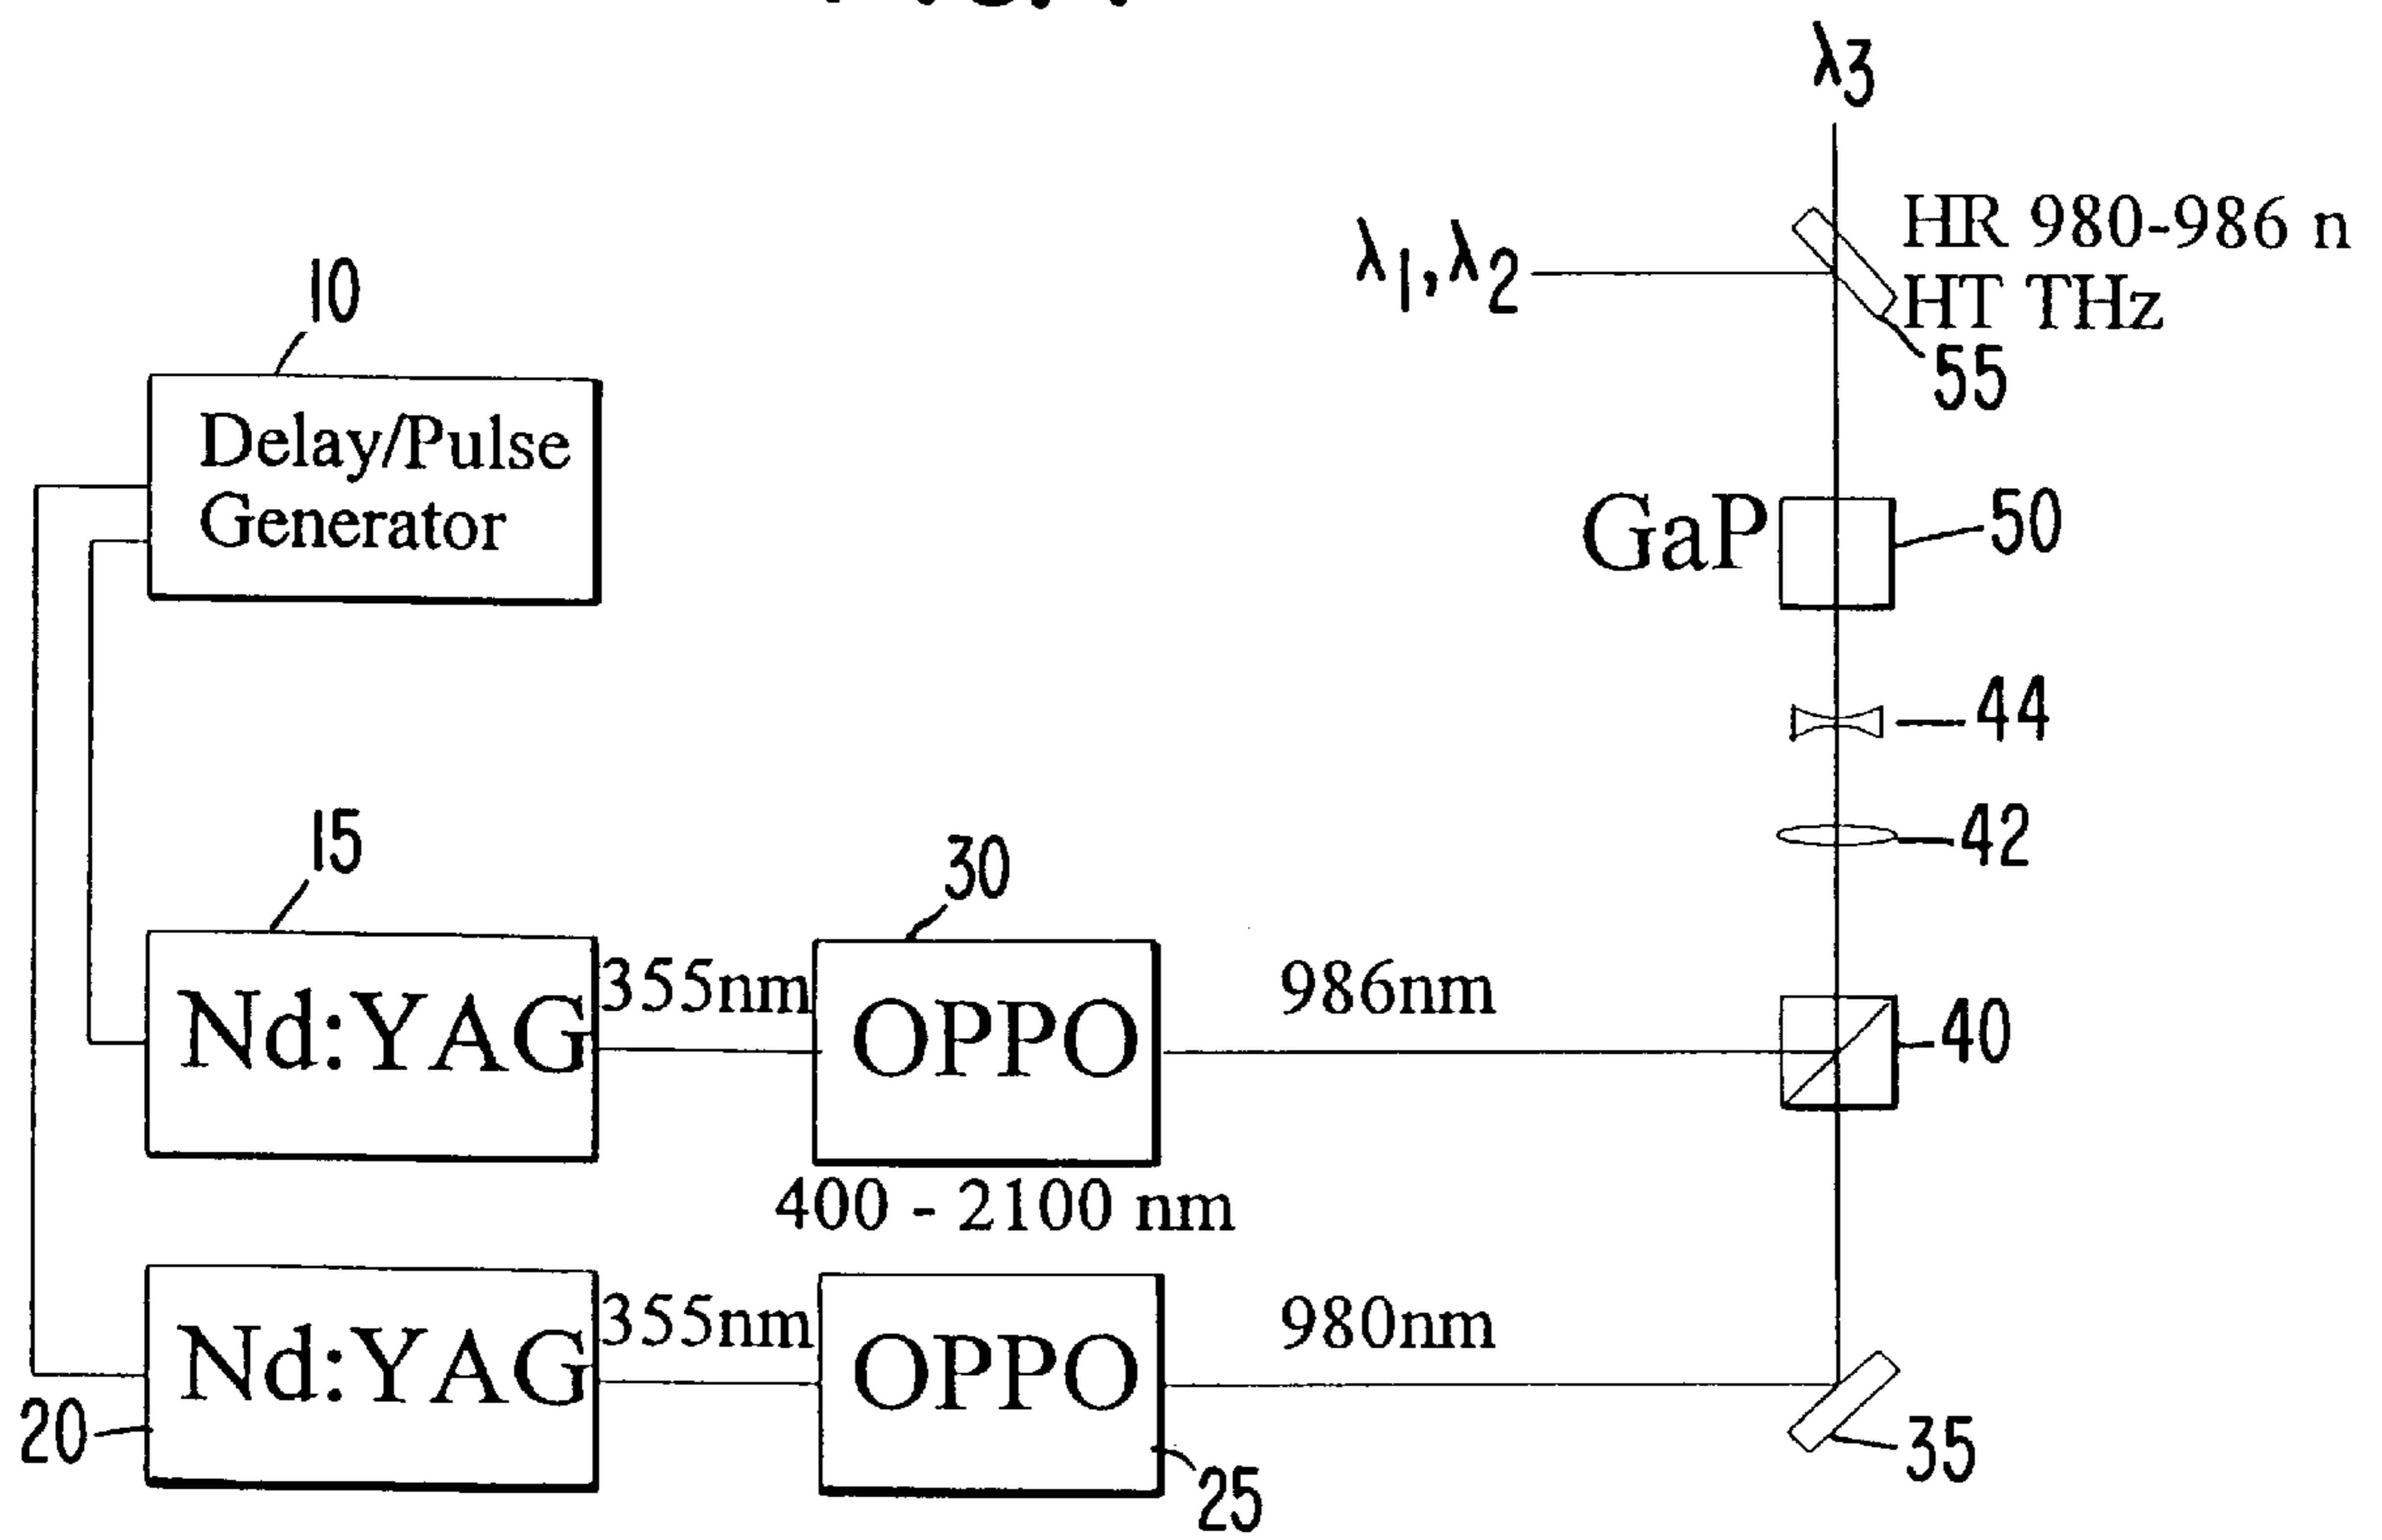 λ3
HR 980-986 n
HT THz
λ1, λ2
55
10
Delay/Pulse
Generator
GaP
50
44
42
15
30
Nd:YAG
355nm
OPPO
986nm
40
400 - 2100 nm
Nd:YAG
355nm
OPPO
980nm
20
25
35